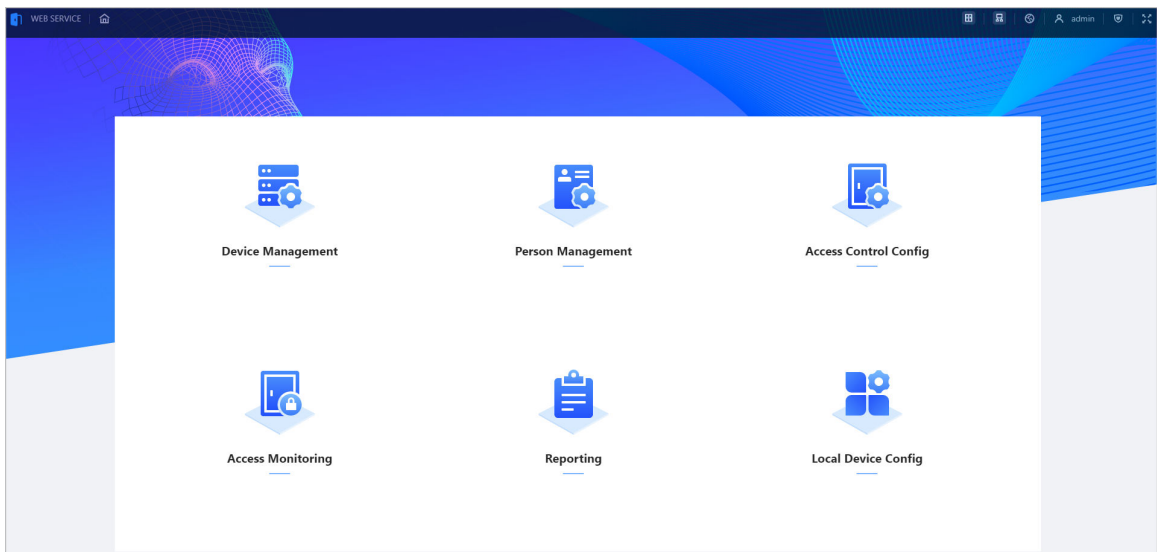 WEB SERVICE
admin
Device Management
Person Management
Access Control Config
Access Monitoring
Reporting
Local Device Config